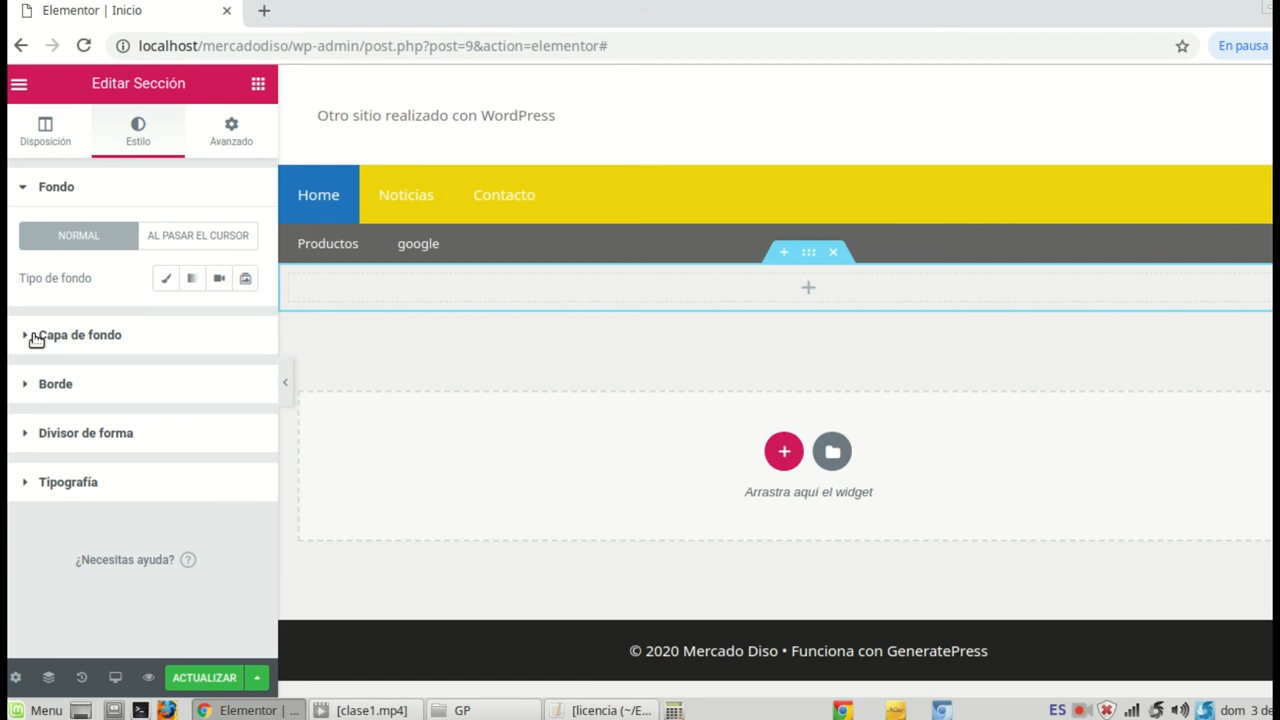 Elementor | Inicio
localhost/mercadodiso/wp-admin/post.php?post=9&action=elementor#
En pausa
Editar Sección
Disposición
Estilo
Avanzado
Fondo
NORMAL
AL PASAR EL CURSOR
Tipo de fondo
Capa de fondo
Borde
Divisor de forma
Tipografía
¿Necesitas ayuda?
ACTUALIZAR
Otro sitio realizado con WordPress
Home Noticias Contacto
Productos google
Arrastra aquí el widget
© 2020 Mercado Diso • Funciona con GeneratePress
Menu
Elementor | ...
[clase1.mp4]
GP
[licencia (~/E...
ES
dom 3 de